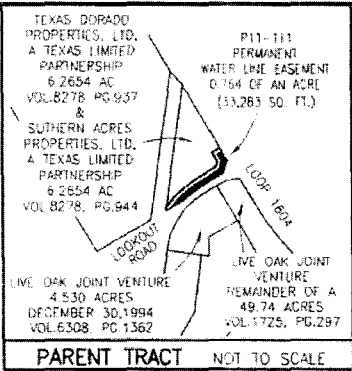 TEXAS DORADO
PROPERTIES, LTD.
A TEXAS LIMITED
PARTNERSHIP
6.2654 AC
VOL.8278 PG.937
&
SUTHERN ACRES
PROPERTIES, LTD.
A TEXAS LIMITED
PARTNERSHIP
6.2654 AC
VOL.8278, PG.944
P11-111
PERMANENT
WATER LINE EASEMENT
0.764 OF AN ACRE
(33,283 SQ. FT.)
LOOP 1604
LOOKOUT
ROAD
LIVE OAK JOINT VENTURE
4.530 ACRES
DECEMBER 30,1994
VOL.6308, PG.1362
LIVE OAK JOINT
VENTURE
REMAINDER OF A
49.74 ACRES
VOL.1725, PG.297
PARENT TRACT NOT TO SCALE